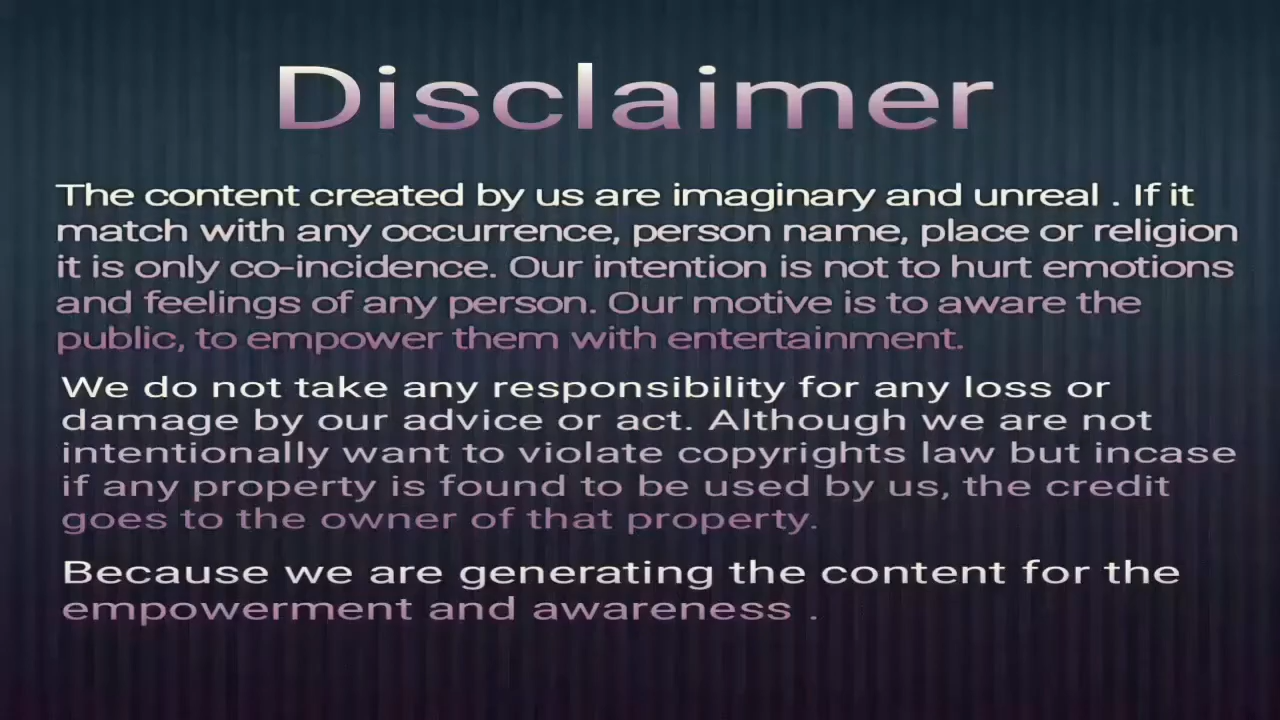 Disclaimer
The content created by us are imaginary and unreal . If it
match with any occurrence, person name, place or religion
it is only co-incidence. Our intention is not to hurt emotions
and feelings of any person. Our motive is to aware the
public, to empower them with entertainment.
We do not take any responsibility for any loss or
damage by our advice or act. Although we are not
intentionally want to violate copyrights law but incase
if any property is found to be used by us, the credit
goes to the owner of that property.
Because we are generating the content for the
empowerment and awareness .